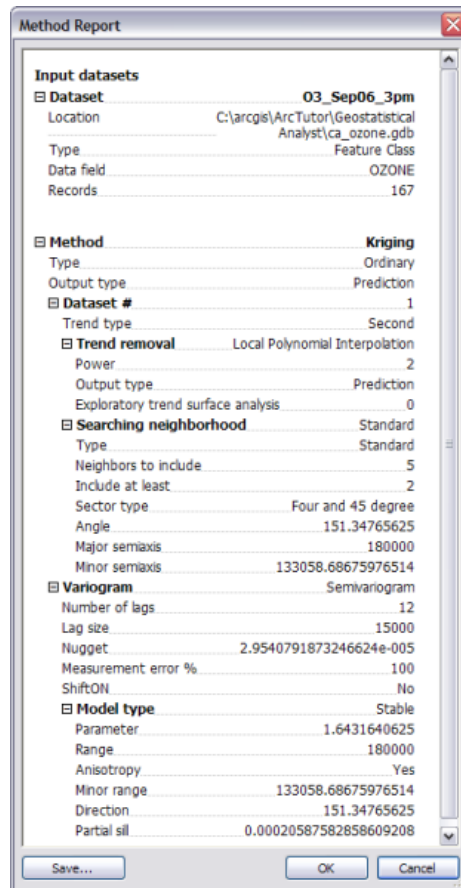 Method Report
Input datasets
Dataset O3_Sep06_3pm
Location C:\arcgis\ArcTutor\Geostatistical
Analyst\ca_ozone.gdb
Type Feature Class
Data field OZONE
Records 167
Method Kriging
Type Ordinary
Output type Prediction
Dataset # 1
Trend type Second
Trend removal Local Polynomial Interpolation
Power 2
Output type Prediction
Exploratory trend surface analysis 0
Searching neighborhood Standard
Type Standard
Neighbors to include 5
Include at least 2
Sector type Four and 45 degree
Angle 151.34765625
Major semiaxis 180000
Minor semiaxis 133058.68675976514
Variogram Semivariogram
Number of lags 12
Lag size 15000
Nugget 2.9540791873246624e-005
Measurement error % 100
ShiftON No
Model type Stable
Parameter 1.6431640625
Range 180000
Anisotropy Yes
Minor range 133058.68675976514
Direction 151.34765625
Partial sill 0.00020587582858609208
Save... OK Cancel